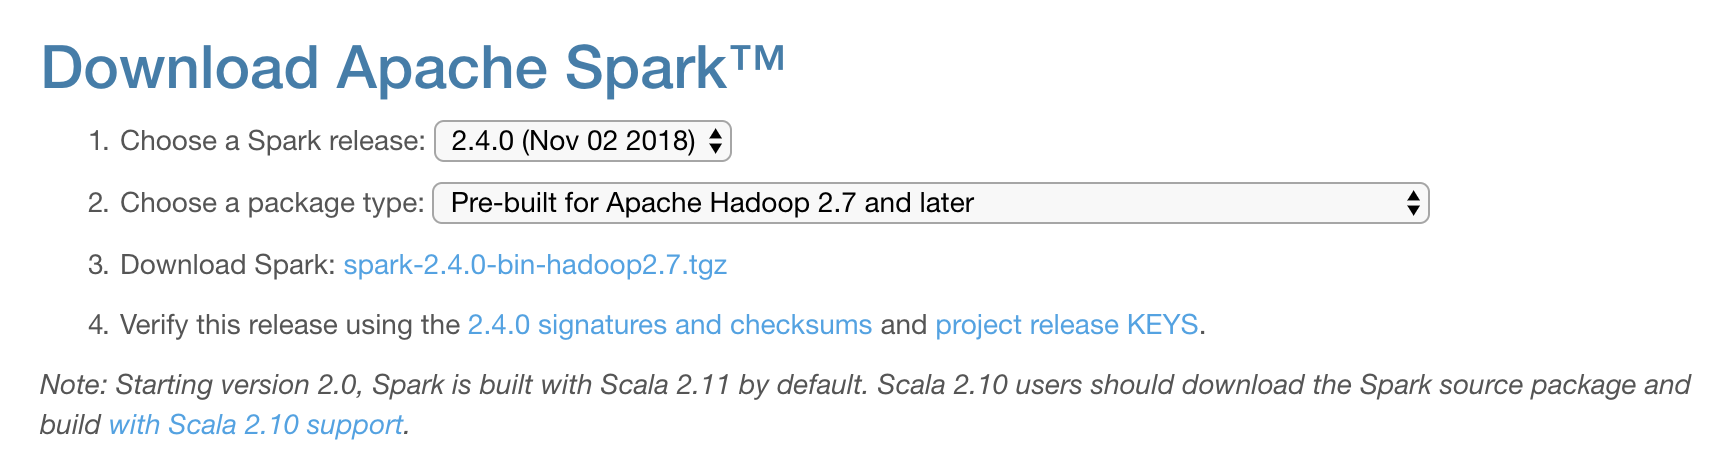 Download Apache Spark™
1. Choose a Spark release: 2.4.0 (Nov 02 2018)
2. Choose a package type: Pre-built for Apache Hadoop 2.7 and later
3. Download Spark: spark-2.4.0-bin-hadoop2.7.tgz
4. Verify this release using the 2.4.0 signatures and checksums and project release KEYS.
Note: Starting version 2.0, Spark is built with Scala 2.11 by default. Scala 2.10 users should download the Spark source package and
build with Scala 2.10 support.